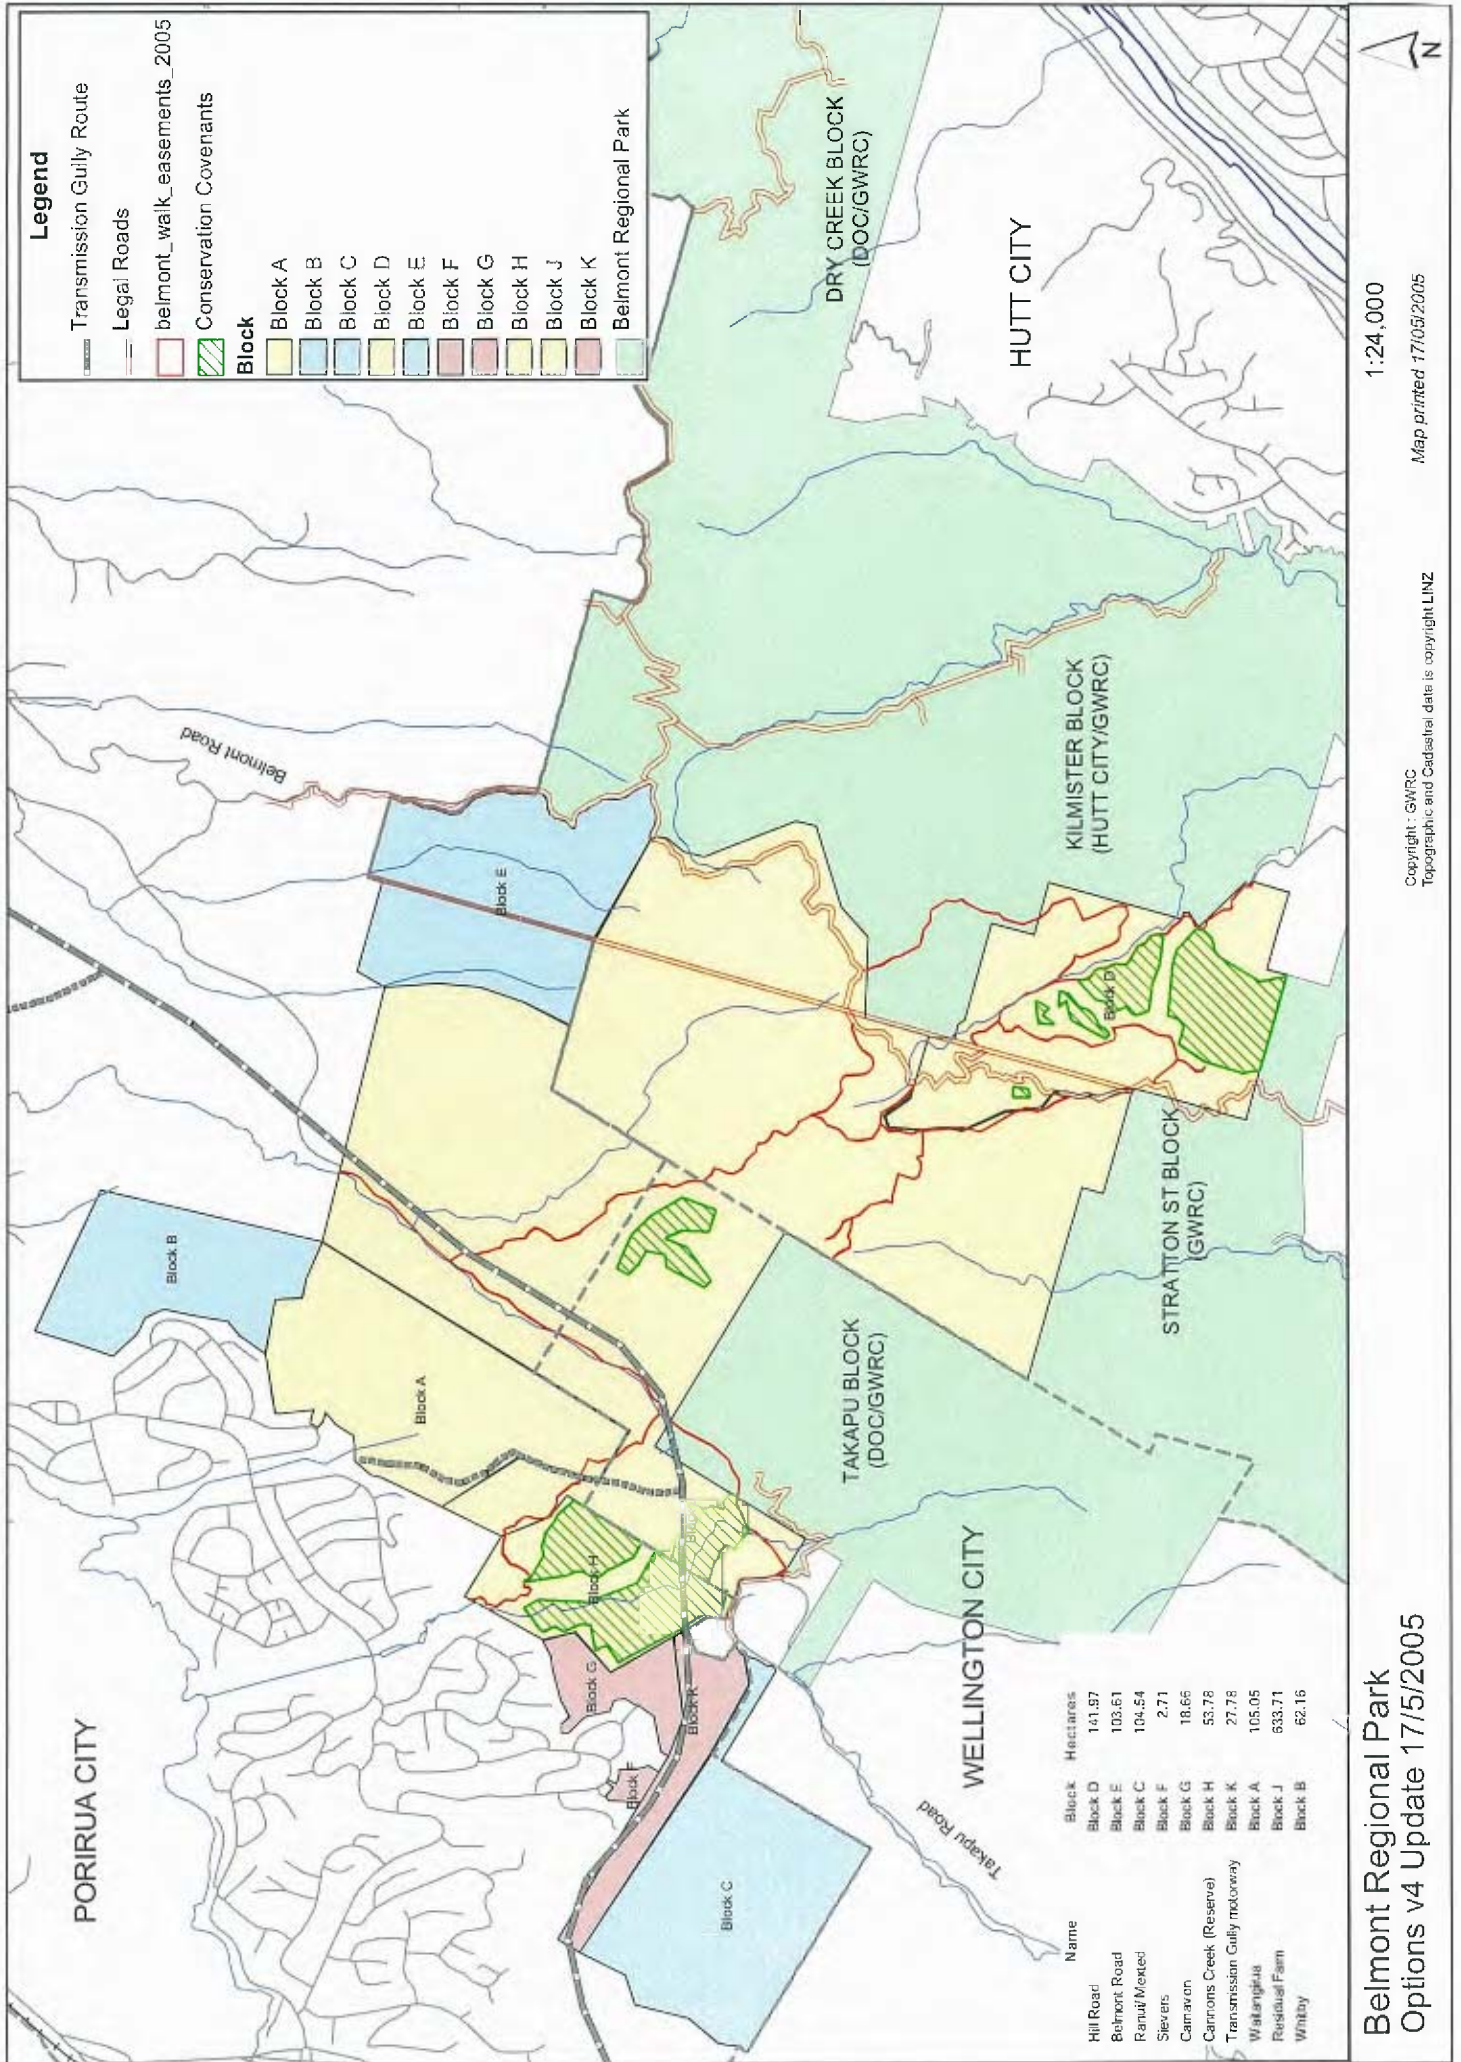 Legend
Transmission Gully Route
Legal Roads
belmont_walk_easements_2005
Conservation Covenants
Block
Block A
Block B
Block C
Block D
Block E
Block F
Block G
Block H
Block J
Block K
Belmont Regional Park
PORIRUA CITY
Belmont Road
Block B
Block A
Block E
Block H
Block G
Block F
Block K
Block C
Block D
DRY CREEK BLOCK
(DOC/GWRC)
HUTT CITY
KILMISTER BLOCK
(HUTT CITY/GWRC)
TAKAPU BLOCK
(DOC/GWRC)
STRATTON ST BLOCK
(GWRC)
WELLINGTON CITY
Takapu Road
Name Block Hectares
Hill Road Block D 141.97
Belmont Road Block E 103.61
Ranui/Mexted Block C 104.54
Sievers Block F 2.71
Camavon Block G 18.66
Cannons Creek (Reserve) Block H 53.78
Transmission Gully motorway Block K 27.78
Waitangirua Block A 105.05
Residual Farm Block J 633.71
Whitby Block B 62.16
Belmont Regional Park
Options v4 Update 17/5/2005
Copyright : GWRC
Topographic and Cadastral data is copyright LINZ
1:24,000
Map printed 17/05/2005
N